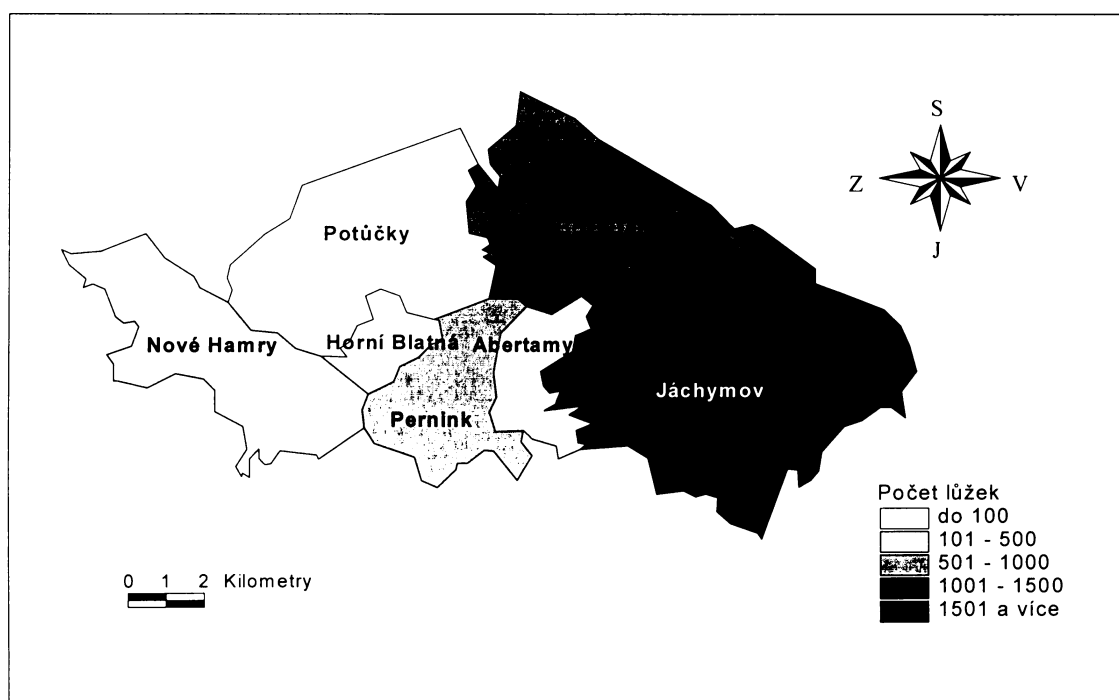 S
Z V
J
Potůčky
Nové Hamry
Horní Blatná
Abertamy
Jáchymov
Pernink
Počet lůžek
do 100
101 - 500
501 - 1000
1001 - 1500
1501 a více
0 1 2 Kilometry